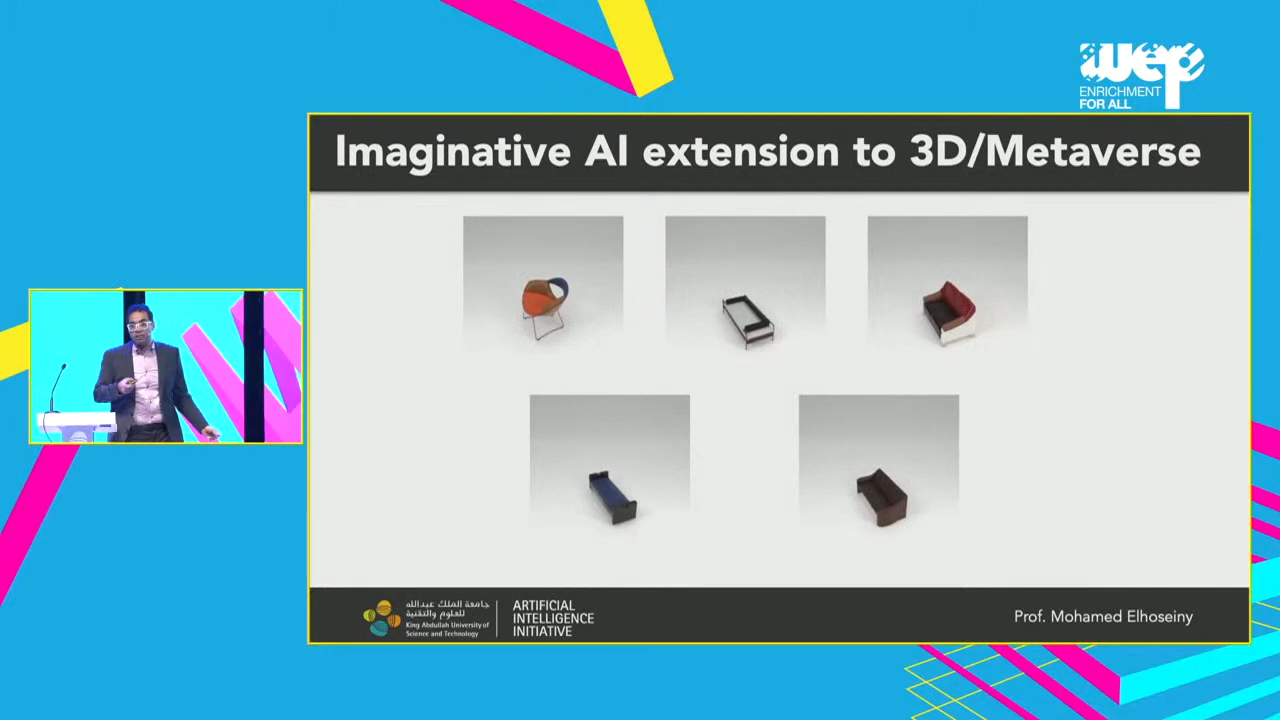 wep
ENRICHMENT
FOR ALL
Imaginative AI extension to 3D/Metaverse
جامعة الملك عبدالله
للعلوم والتقنية
King Abdullah University of
Science and Technology
ARTIFICIAL
INTELLIGENCE
INITIATIVE
Prof. Mohamed Elhoseiny